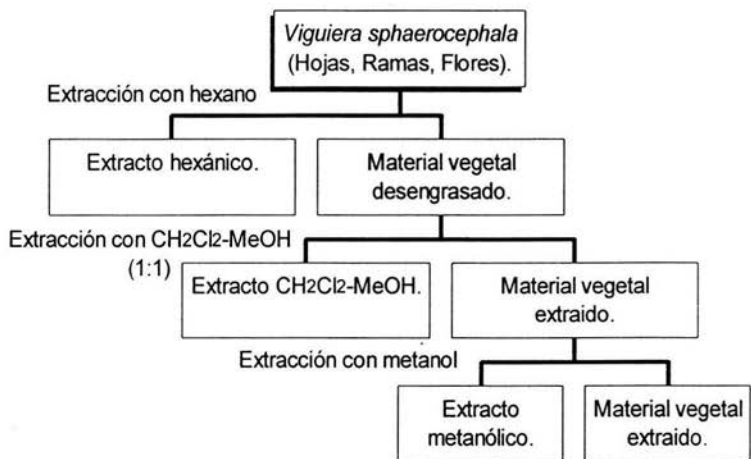 Viguiera sphaerocephala
(Hojas, Ramas, Flores).
Extracción con hexano
Extracto hexánico.
Material vegetal
desengrasado.
Extracción con CH2Cl2-MeOH
(1:1)
Extracto CH2Cl2-MeOH.
Material vegetal
extraido.
Extracción con metanol
Extracto
metanólico.
Material vegetal
extraido.